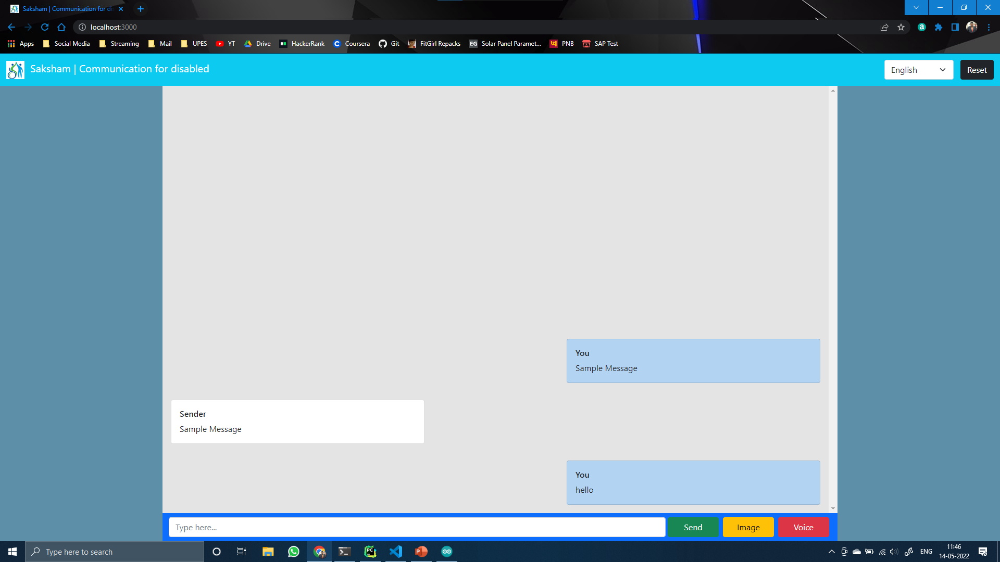 Saksham | Communication for dis
localhost:3000
Apps Social Media Streaming Mail UPES YT Drive HackerRank Coursera Git FitGirl Repacks EG Solar Panel Paramet... PNB SAP Test
Saksham | Communication for disabled
English
Reset
You
Sample Message
Sender
Sample Message
You
hello
Type here...
Send
Image
Voice
Type here to search
ENG
11:46
14-05-2022